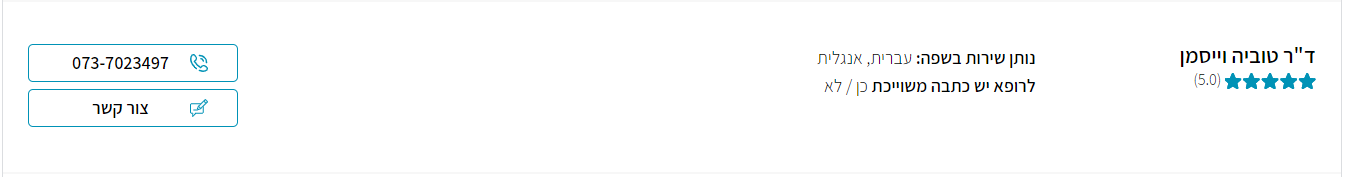 ד"ר טוביה וייסמן
(5.0)
נותן שירות בשפה: עברית, אנגלית
לרופא יש כתבה משוייכת כן / לא
073-7023497
צור קשר